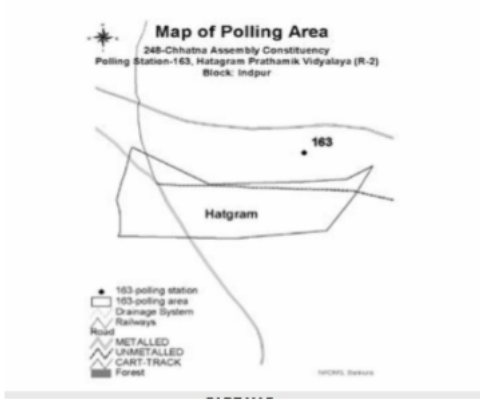 Map of Polling Area
248-Chhatna Assembly Constituency
Polling Station-163, Hatagram Prathamik Vidyalaya (R-2)
Block: Indpur
163
Hatgram
163-polling station
163-polling area
Drainage System
Railways
Road
METALLED
UNMETALLED
CART-TRACK
Forest